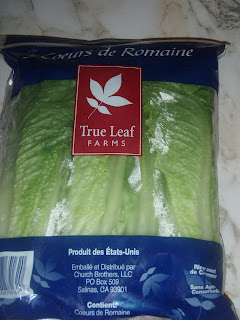 Coeurs de Romaine
True Leaf
FARMS
Produit des États-Unis
Emballé et Distribué par
Church Brothers, LLC
PO Box 509
Salinas, CA 93901
Contient:
Coeurs de Romaine
Sans